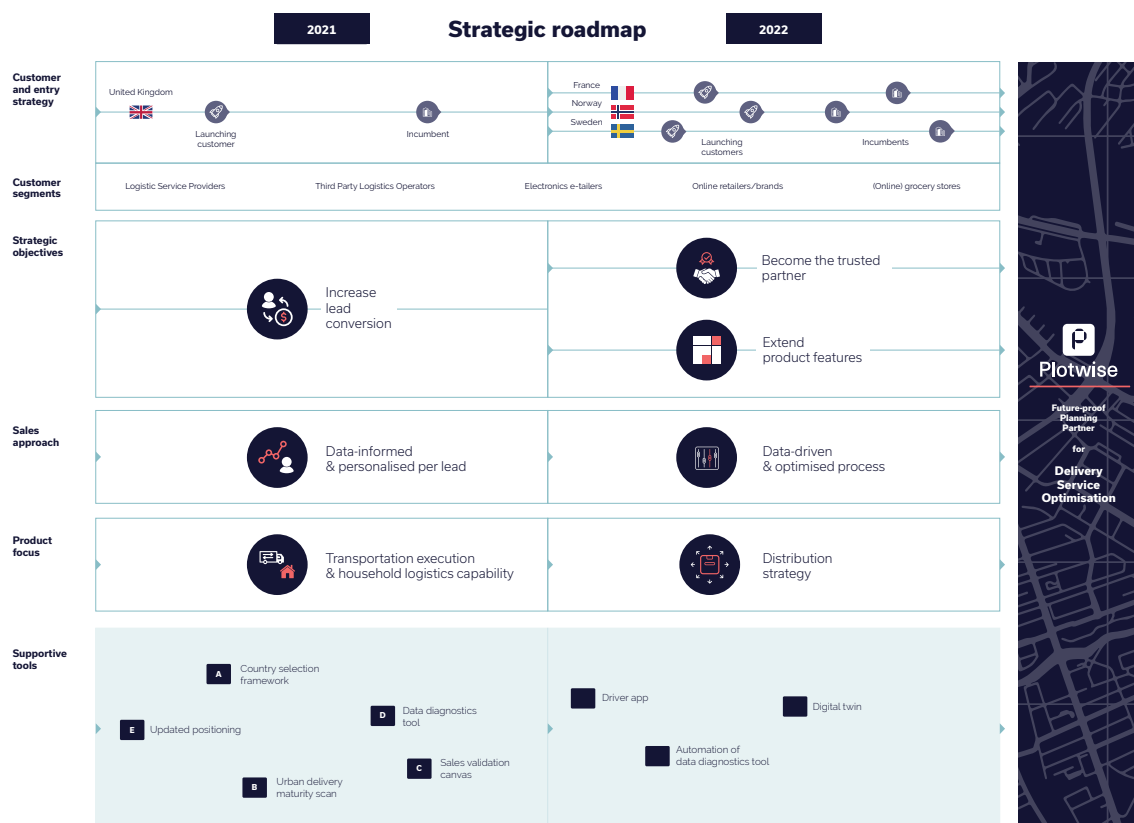 2021
Strategic roadmap
2022
Customer
and entry
strategy
United Kingdom
Launching
customer
Incumbent
France
Norway
Sweden
Launching
customers
Incumbents
Customer
segments
Logistic Service Providers
Third Party Logistics Operators
Electronics e-tailers
Online retailers/brands
(Online) grocery stores
Strategic
objectives
Increase
lead
conversion
$
Become the trusted
partner
Extend
product features
Sales
approach
Data-informed
& personalised per lead
Data-driven
& optimised process
Product
focus
Transportation execution
& household logistics capability
Distribution
strategy
Supportive
tools
A
Country selection
framework
E
Updated positioning
D
Data diagnostics
tool
C
Sales validation
canvas
B
Urban delivery
maturity scan
Driver app
Digital twin
Automation of
data diagnostics tool
P
Plotwise
Future-proof
Planning
Partner
for
Delivery
Service
Optimisation